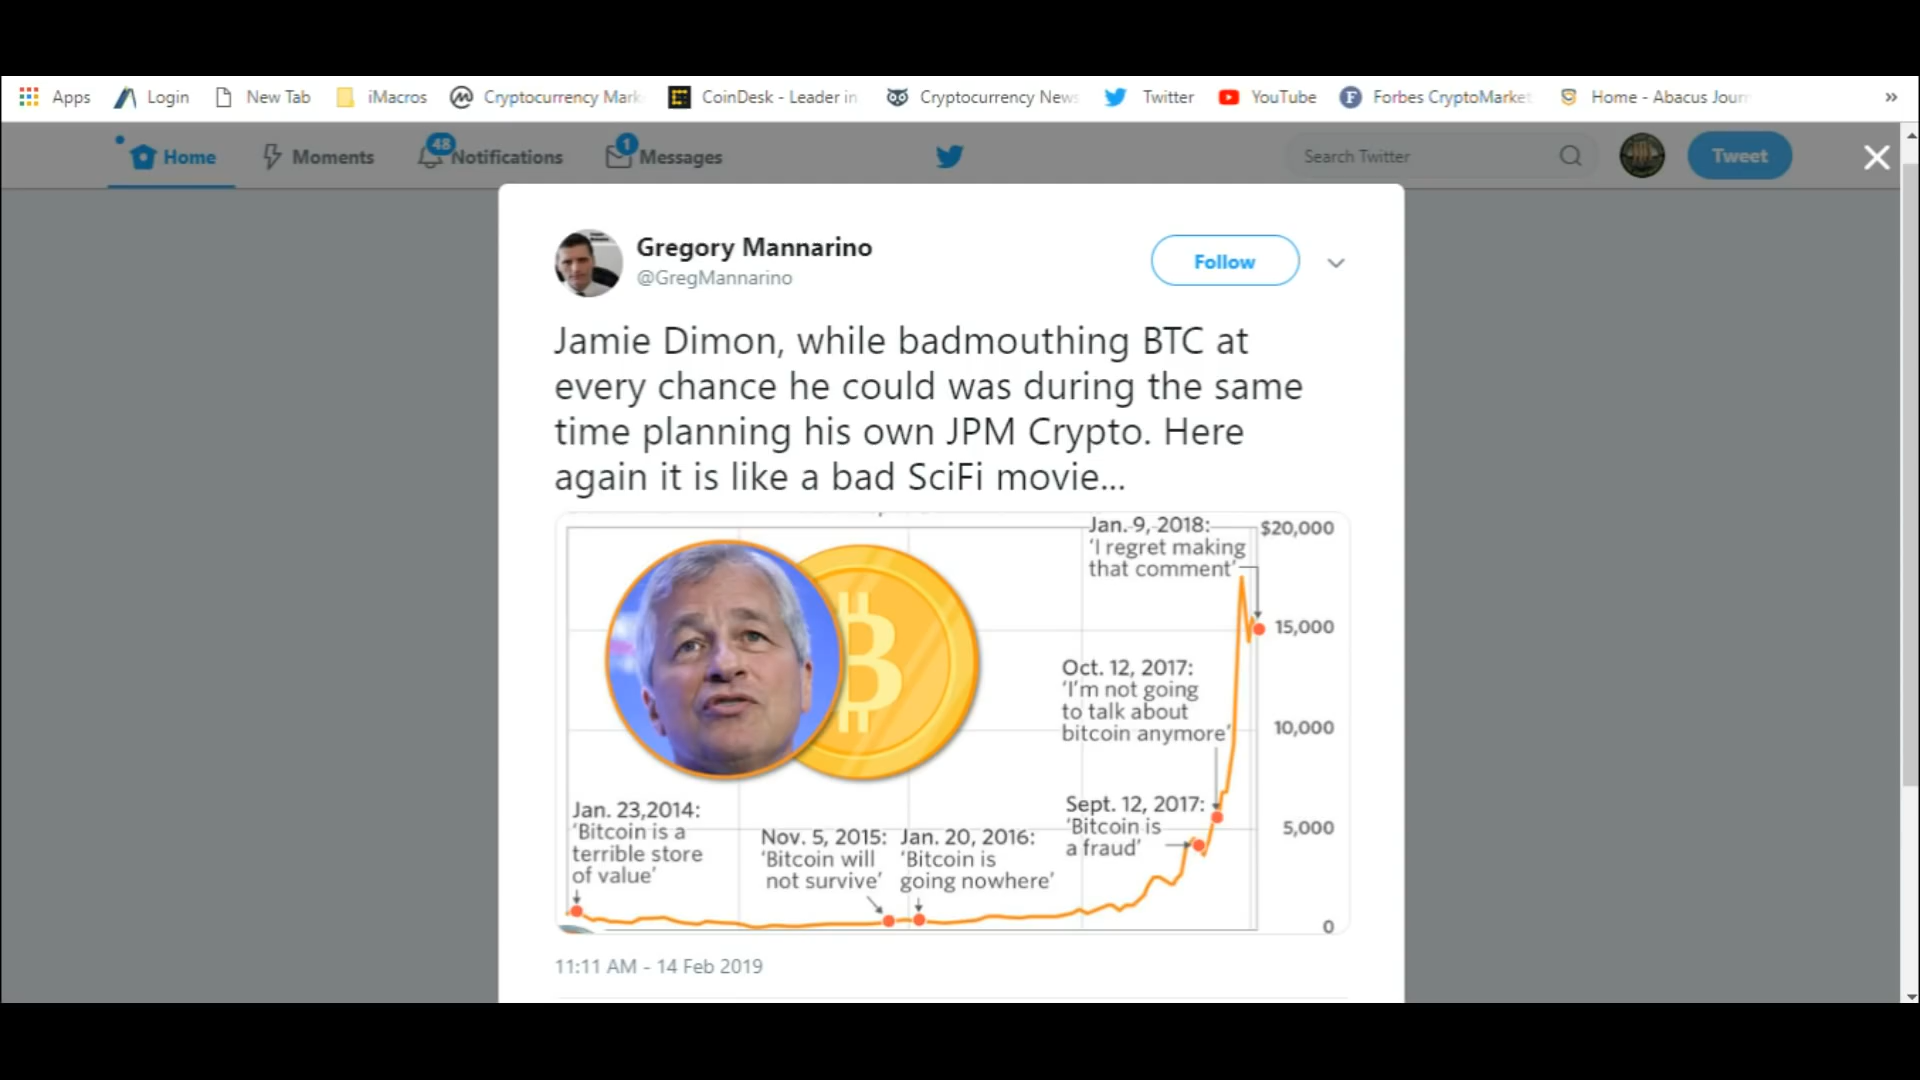 Apps Login New Tab iMacros Cryptocurrency Mark CoinDesk - Leader in Cryptocurrency News Twitter YouTube Forbes CryptoMarket Home - Abacus Journ »
Home Moments 48 Notifications 1 Messages Search Twitter Tweet
Gregory Mannarino
@GregMannarino
Follow
Jamie Dimon, while badmouthing BTC at
every chance he could was during the same
time planning his own JPM Crypto. Here
again it is like a bad SciFi movie...
Jan. 9, 2018:
'I regret making
that comment'
$20,000
15,000
Oct. 12, 2017:
'I'm not going
to talk about
bitcoin anymore'
10,000
Jan. 23,2014:
'Bitcoin is a
terrible store
of value'
Nov. 5, 2015:
'Bitcoin will
not survive'
Jan. 20, 2016:
'Bitcoin is
going nowhere'
Sept. 12, 2017:
'Bitcoin is
a fraud'
5,000
0
11:11 AM - 14 Feb 2019